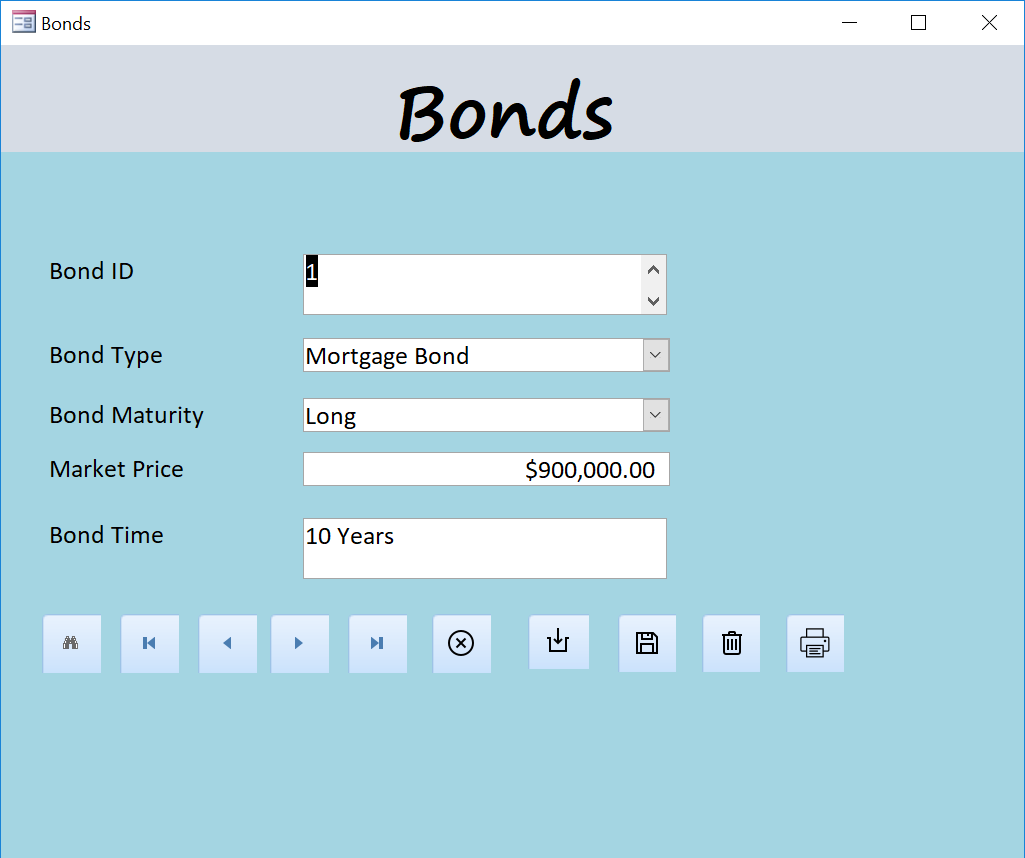 Bonds
Bonds
Bond ID 1
Bond Type Mortgage Bond
Bond Maturity Long
Market Price $900,000.00
Bond Time 10 Years